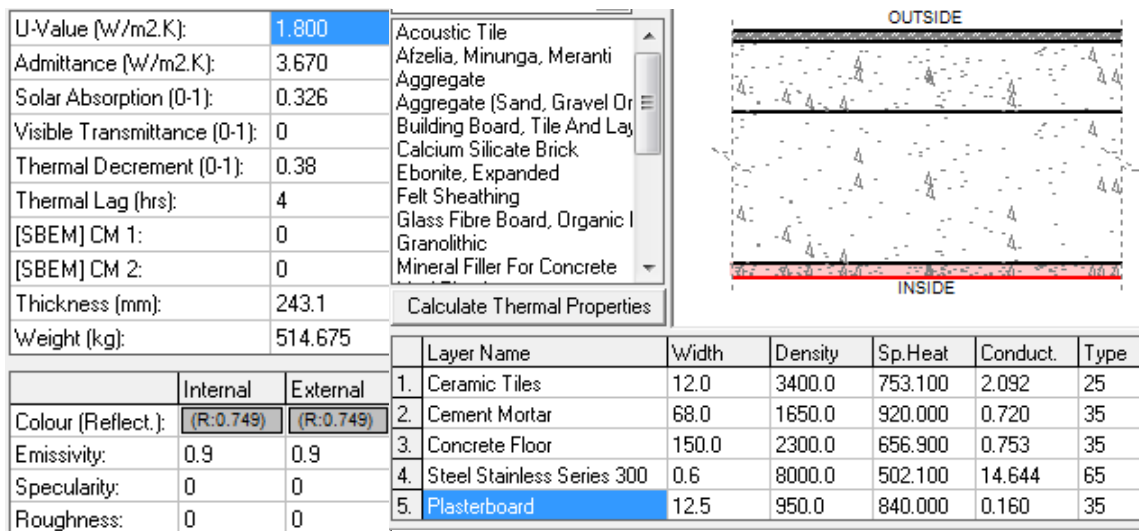 U-Value (W/m2.K): 1.800
Admittance (W/m2.K): 3.670
Solar Absorption (0-1): 0.326
Visible Transmittance (0-1): 0
Thermal Decrement (0-1): 0.38
Thermal Lag (hrs): 4
[SBEM] CM 1: 0
[SBEM] CM 2: 0
Thickness (mm): 243.1
Weight (kg): 514.675
Internal External
Colour (Reflect.): (R:0.749) (R:0.749)
Emissivity: 0.9 0.9
Specularity: 0 0
Roughness: 0 0
Acoustic Tile
Afzelia, Minunga, Meranti
Aggregate
Aggregate (Sand, Gravel Or
Building Board, Tile And Lay
Calcium Silicate Brick
Ebonite, Expanded
Felt Sheathing
Glass Fibre Board, Organic
Granolithic
Mineral Filler For Concrete
Calculate Thermal Properties
OUTSIDE
INSIDE
Layer Name Width Density Sp.Heat Conduct. Type
1. Ceramic Tiles 12.0 3400.0 753.100 2.092 25
2. Cement Mortar 68.0 1650.0 920.000 0.720 35
3. Concrete Floor 150.0 2300.0 656.900 0.753 35
4. Steel Stainless Series 300 0.6 8000.0 502.100 14.644 65
5. Plasterboard 12.5 950.0 840.000 0.160 35